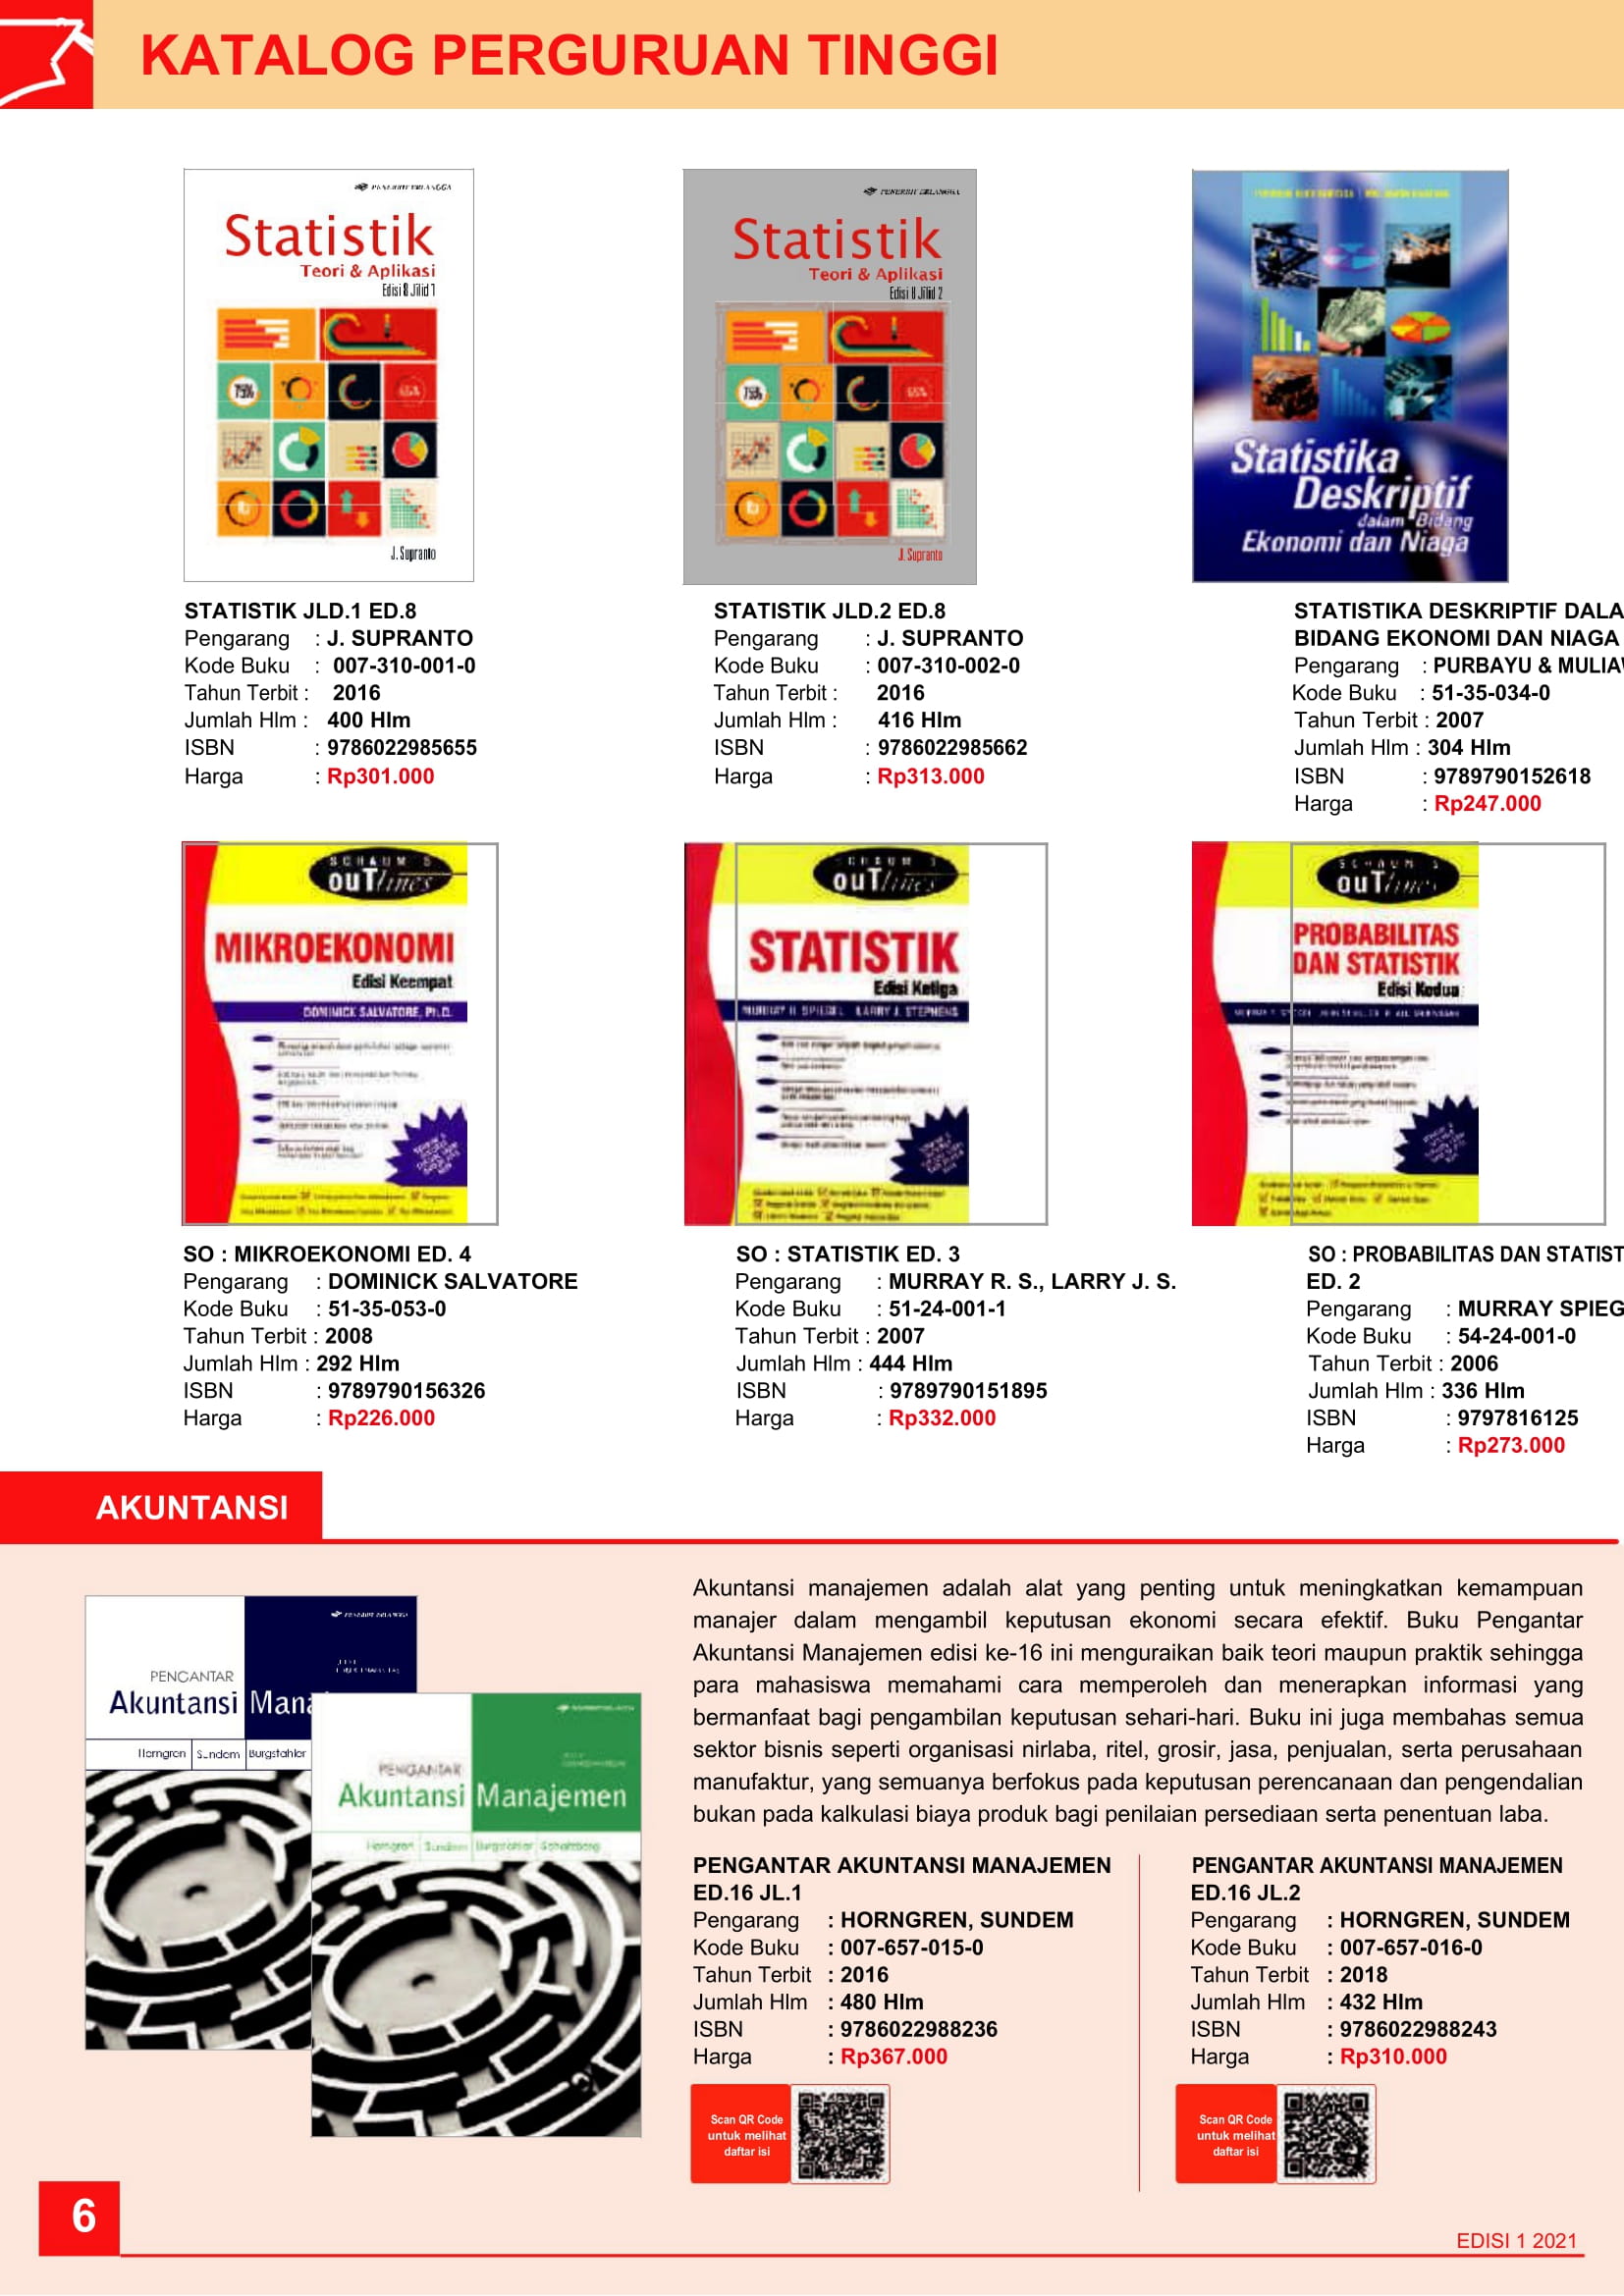 KATALOG PERGURUAN TINGGI
PENERBIT ERLANGGA
Statistik
Teori & Aplikasi
Edisi 8 Jilid 1
75%
J. Supranto
PENERBIT ERLANGGA
Statistik
Teori & Aplikasi
Edisi 8 Jilid 2
75%
J. Supranto
Statistika
Deskriptif
dalam Bidang
Ekonomi dan Niaga
STATISTIK JLD.1 ED.8
Pengarang : J. SUPRANTO
Kode Buku : 007-310-001-0
Tahun Terbit : 2016
Jumlah Hlm : 400 Hlm
ISBN : 9786022985655
Harga : Rp301.000
STATISTIK JLD.2 ED.8
Pengarang : J. SUPRANTO
Kode Buku : 007-310-002-0
Tahun Terbit : 2016
Jumlah Hlm : 416 Hlm
ISBN : 9786022985662
Harga : Rp313.000
STATISTIKA DESKRIPTIF DALA
BIDANG EKONOMI DAN NIAGA
Pengarang : PURBAYU & MULIA
Kode Buku : 51-35-034-0
Tahun Terbit : 2007
Jumlah Hlm : 304 Hlm
ISBN : 9789790152618
Harga : Rp247.000
SCHAUM'S
ouTlines
MIKROEKONOMI
Edisi Keempat
DOMINICK SALVATORE, Ph.D.
SCHAUM'S
ouTlines
STATISTIK
Edisi Ketiga
MURRAY R. SPIEGEL LARRY J. STEPHENS
SCHAUM'S
ouTlines
PROBABILITAS
DAN STATISTIK
Edisi Kedua
SO : MIKROEKONOMI ED. 4
Pengarang : DOMINICK SALVATORE
Kode Buku : 51-35-053-0
Tahun Terbit : 2008
Jumlah Hlm : 292 Hlm
ISBN : 9789790156326
Harga : Rp226.000
SO : STATISTIK ED. 3
Pengarang : MURRAY R. S., LARRY J. S.
Kode Buku : 51-24-001-1
Tahun Terbit : 2007
Jumlah Hlm : 444 Hlm
ISBN : 9789790151895
Harga : Rp332.000
SO : PROBABILITAS DAN STATIST
ED. 2
Pengarang : MURRAY SPIEG
Kode Buku : 54-24-001-0
Tahun Terbit : 2006
Jumlah Hlm : 336 Hlm
ISBN : 9797816125
Harga : Rp273.000
AKUNTANSI
PENERBIT ERLANGGA
PENGANTAR
Akuntansi Mana
Horngren Sundem Burgstahler
PENGANTAR
Akuntansi Manajemen
Horngren Sundem Burgstahler Schatzberg
Akuntansi manajemen adalah alat yang penting untuk meningkatkan kemampuan
manajer dalam mengambil keputusan ekonomi secara efektif. Buku Pengantar
Akuntansi Manajemen edisi ke-16 ini menguraikan baik teori maupun praktik sehingga
para mahasiswa memahami cara memperoleh dan menerapkan informasi yang
bermanfaat bagi pengambilan keputusan sehari-hari. Buku ini juga membahas semua
sektor bisnis seperti organisasi nirlaba, ritel, grosir, jasa, penjualan, serta perusahaan
manufaktur, yang semuanya berfokus pada keputusan perencanaan dan pengendalian
bukan pada kalkulasi biaya produk bagi penilaian persediaan serta penentuan laba.
PENGANTAR AKUNTANSI MANAJEMEN
ED.16 JL.1
Pengarang : HORNGREN, SUNDEM
Kode Buku : 007-657-015-0
Tahun Terbit : 2016
Jumlah Hlm : 480 Hlm
ISBN : 9786022988236
Harga : Rp367.000
Scan QR Code
untuk melihat
daftar isi
PENGANTAR AKUNTANSI MANAJEMEN
ED.16 JL.2
Pengarang : HORNGREN, SUNDEM
Kode Buku : 007-657-016-0
Tahun Terbit : 2018
Jumlah Hlm : 432 Hlm
ISBN : 9786022988243
Harga : Rp310.000
Scan QR Code
untuk melihat
daftar isi
6
EDISI 1 2021